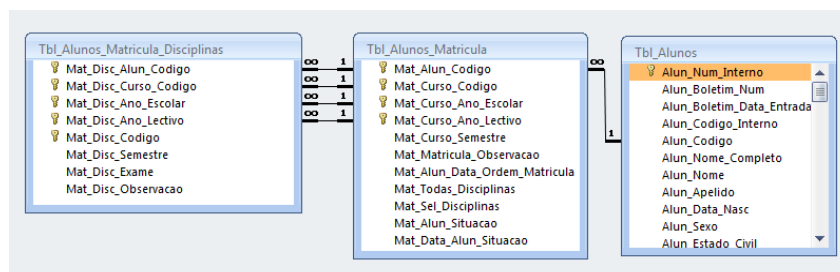 Tbl_Alunos_Matricula_Disciplinas
Mat_Disc_Alun_Codigo
Mat_Disc_Curso_Codigo
Mat_Disc_Ano_Escolar
Mat_Disc_Ano_Lectivo
Mat_Disc_Codigo
Mat_Disc_Semestre
Mat_Disc_Exame
Mat_Disc_Observacao
∞ 1
∞ 1
∞ 1
∞ 1
Tbl_Alunos_Matricula
Mat_Alun_Codigo
Mat_Curso_Codigo
Mat_Curso_Ano_Escolar
Mat_Curso_Ano_Lectivo
Mat_Curso_Semestre
Mat_Matricula_Observacao
Mat_Alun_Data_Ordem_Matricula
Mat_Todas_Disciplinas
Mat_Sel_Disciplinas
Mat_Alun_Situacao
Mat_Data_Alun_Situacao
∞
1
Tbl_Alunos
Alun_Num_Interno
Alun_Boletim_Num
Alun_Boletim_Data_Entrada
Alun_Codigo_Interno
Alun_Codigo
Alun_Nome_Completo
Alun_Nome
Alun_Apelido
Alun_Data_Nasc
Alun_Sexo
Alun_Estado_Civil